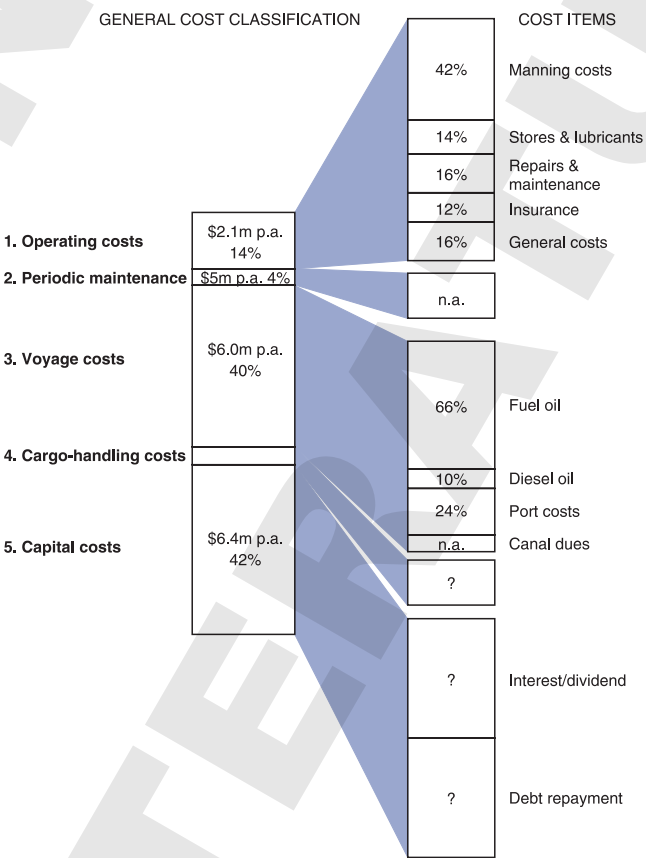 GENERAL COST CLASSIFICATION
COST ITEMS
42% Manning costs
14% Stores & lubricants
16% Repairs &
maintenance
12% Insurance
16% General costs
1. Operating costs
$2.1m p.a.
14%
2. Periodic maintenance $5m p.a. 4%
n.a.
3. Voyage costs
$6.0m p.a.
40%
66% Fuel oil
10% Diesel oil
24% Port costs
n.a. Canal dues
4. Cargo-handling costs
?
5. Capital costs
$6.4m p.a.
42%
? Interest/dividend
? Debt repayment